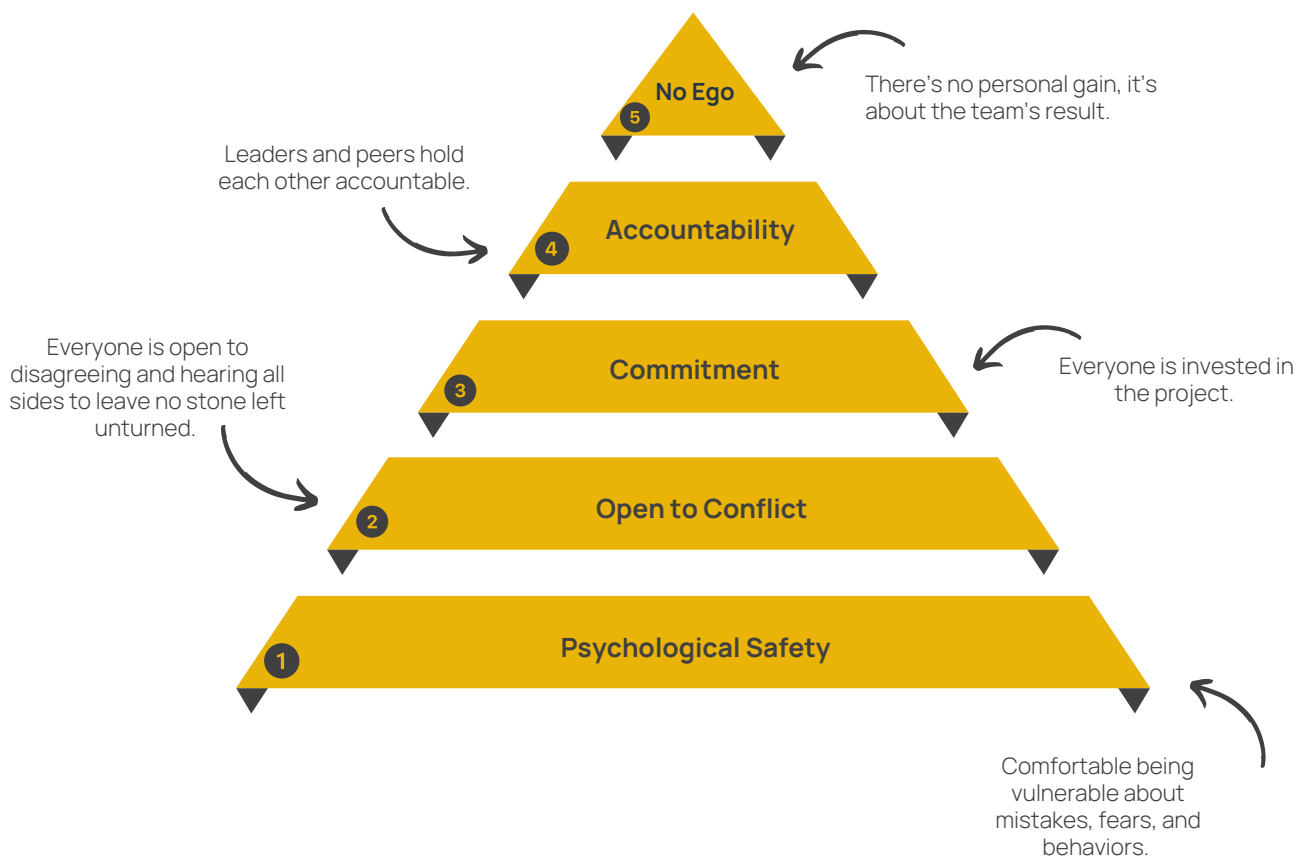 No Ego
5
There's no personal gain, it's
about the team's result.
Leaders and peers hold
each other accountable.
Accountability
4
Everyone is open to
disagreeing and hearing all
sides to leave no stone left
unturned.
Commitment
3
Everyone is invested in
the project.
Open to Conflict
2
Psychological Safety
1
Comfortable being
vulnerable about
mistakes, fears, and
behaviors.